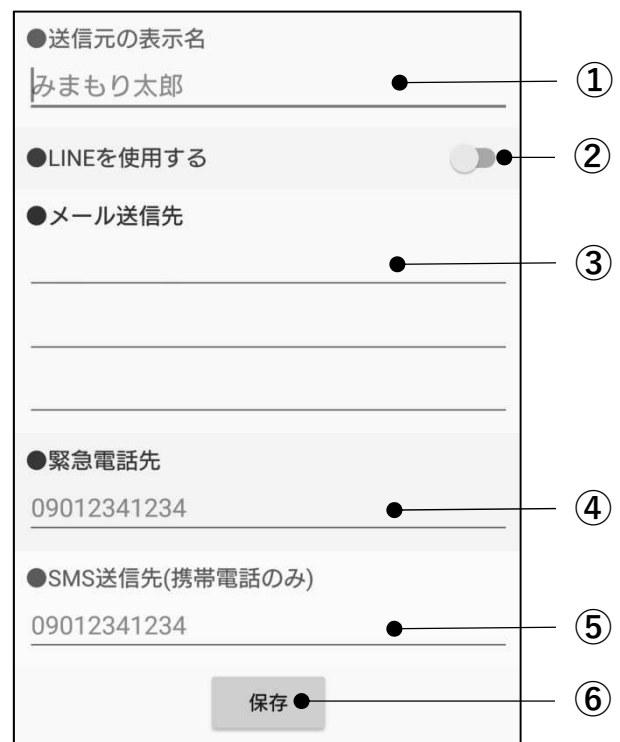 ●送信元の表示名
みまもり太郎
①
●LINEを使用する
②
●メール送信先
③
●緊急電話先
09012341234
④
●SMS送信先(携帯電話のみ)
09012341234
⑤
保存
⑥